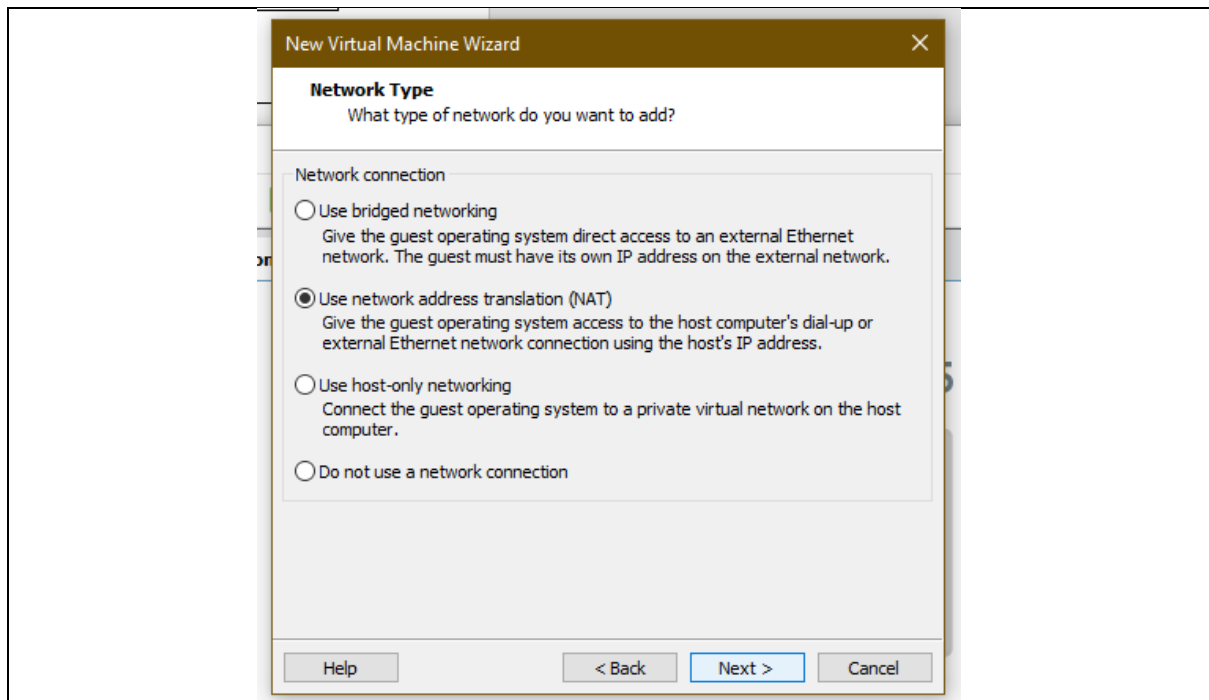 New Virtual Machine Wizard
Network Type
What type of network do you want to add?
Network connection
Use bridged networking
Give the guest operating system direct access to an external Ethernet
network. The guest must have its own IP address on the external network.
Use network address translation (NAT)
Give the guest operating system access to the host computer's dial-up or
external Ethernet network connection using the host's IP address.
Use host-only networking
Connect the guest operating system to a private virtual network on the host
computer.
Do not use a network connection
Help
< Back
Next >
Cancel